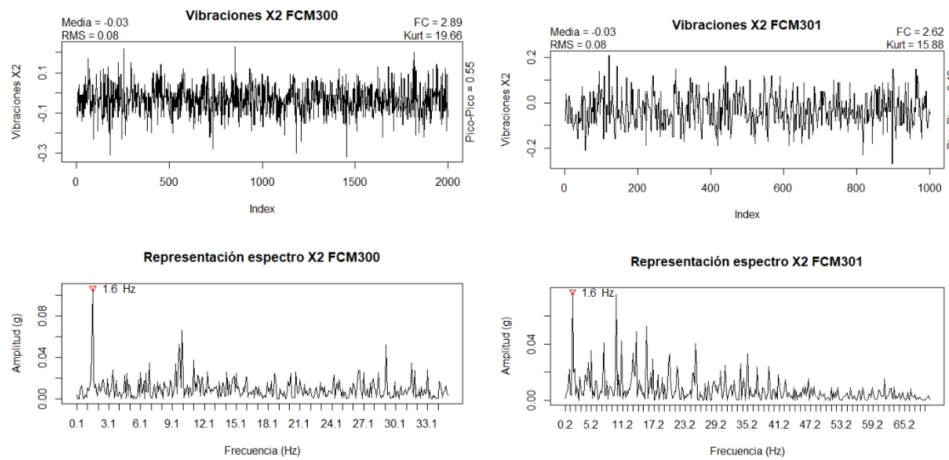 Vibraciones X2 FCM300
Media = -0.03
RMS = 0.08
FC = 2.89
Kurt = 19.66
Vibraciones X2
0.1
-0.1
-0.3
Pico-Pico = 0.55
0 500 1000 1500 2000
Index
Vibraciones X2 FCM301
Media = -0.03
RMS = 0.08
FC = 2.62
Kurt = 15.88
Vibraciones X2
0.2
0.0
-0.2
0 200 400 600 800 1000
Index
Representación espectro X2 FCM300
1.6 Hz
Amplitud (g)
0.08
0.04
0.00
0.1 3.1 6.1 9.1 12.1 15.1 18.1 21.1 24.1 27.1 30.1 33.1
Frecuencia (Hz)
Representación espectro X2 FCM301
1.6 Hz
Amplitud (g)
0.04
0.00
0.2 5.2 11.2 17.2 23.2 29.2 35.2 41.2 47.2 53.2 59.2 65.2
Frecuencia (Hz)